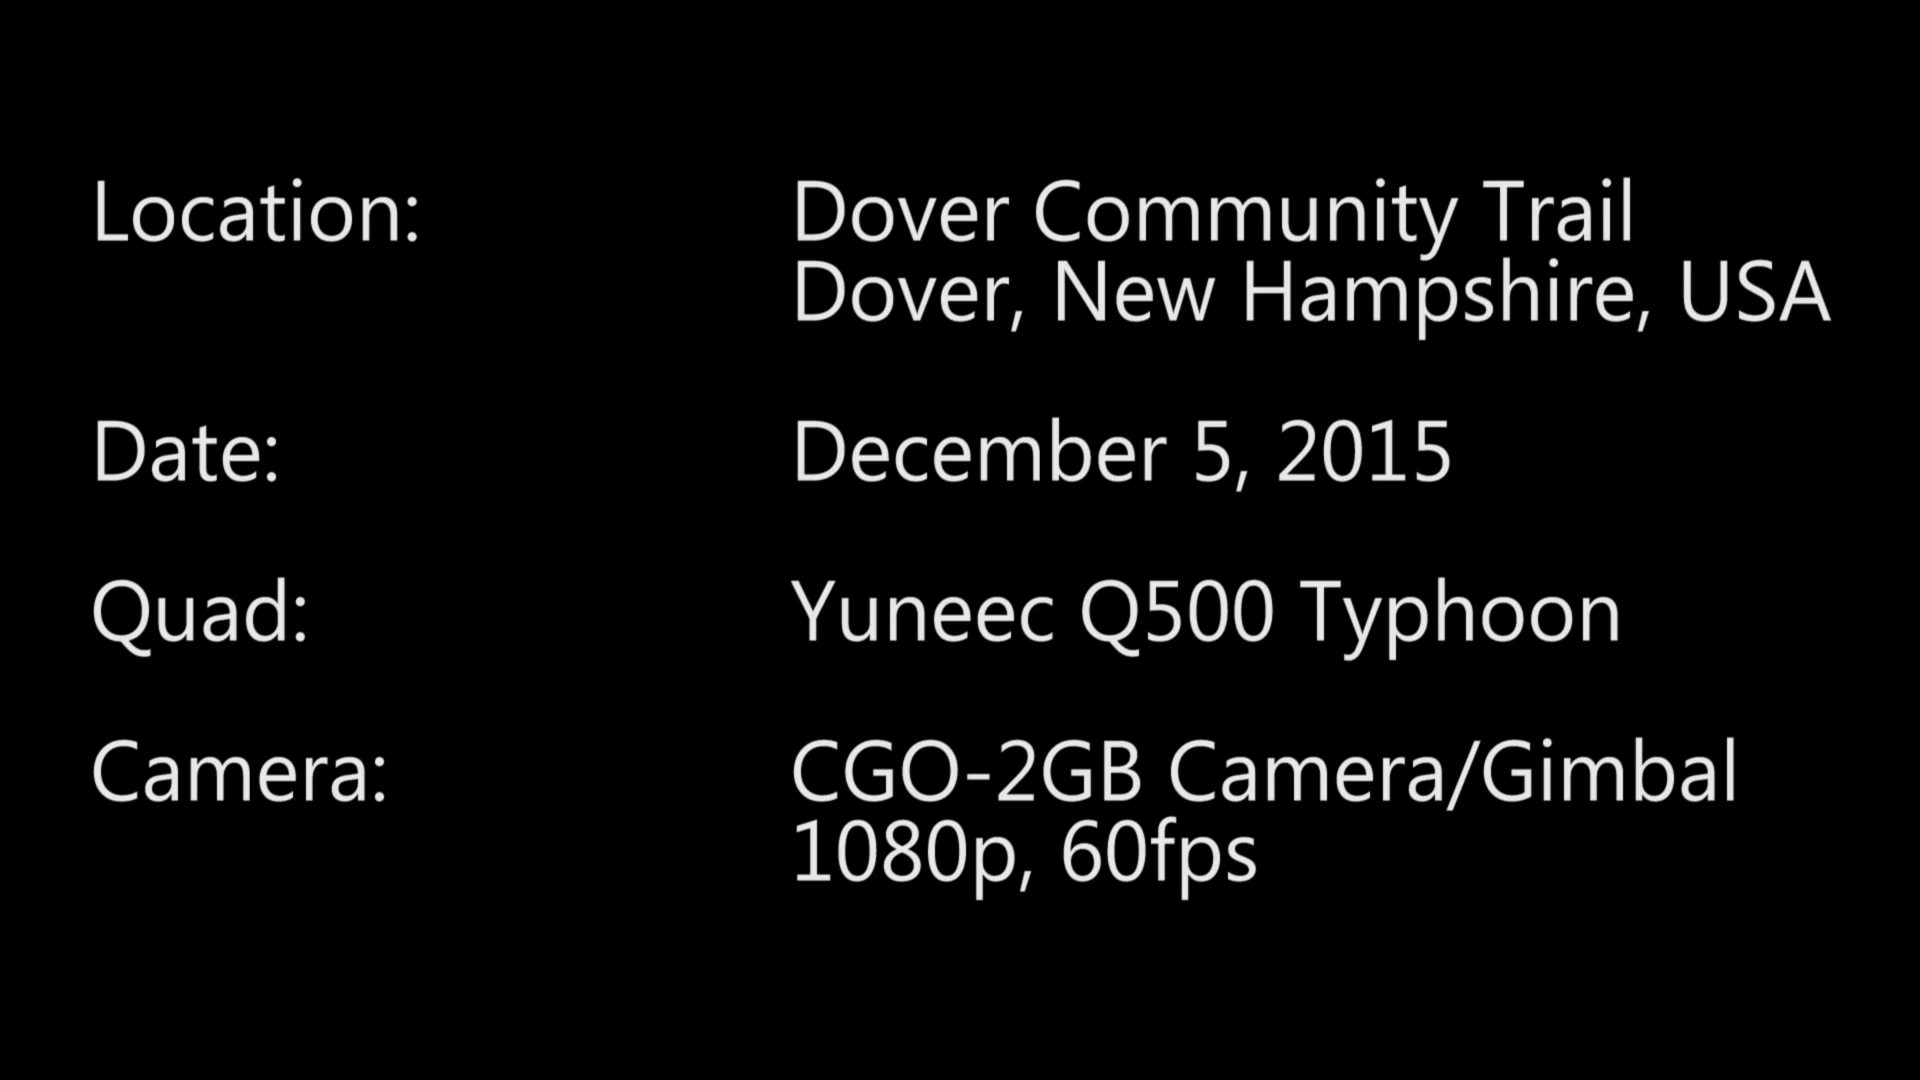 Location: Dover Community Trail
Dover, New Hampshire, USA
Date: December 5, 2015
Quad: Yuneec Q500 Typhoon
Camera: CGO-2GB Camera/Gimbal
1080p, 60fps